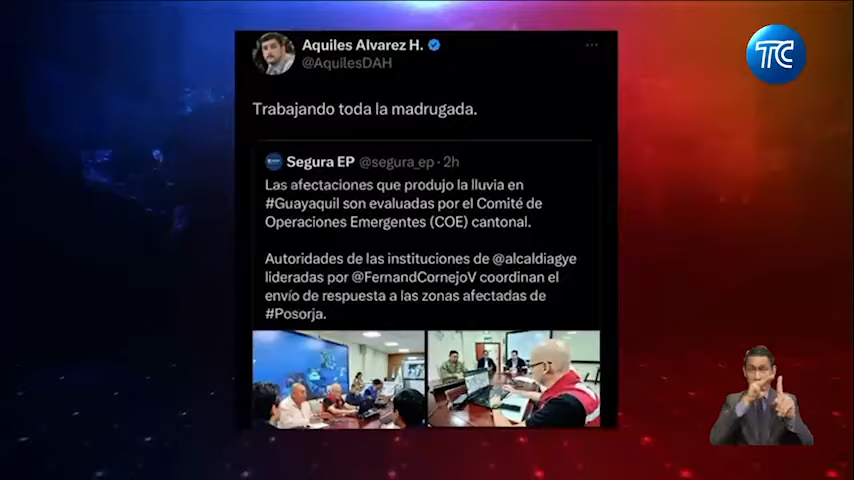 Aquiles Alvarez H.
@AquilesDAH
TC
Trabajando toda la madrugada.
Segura EP @segura_ep · 2h
Las afectaciones que produjo la lluvia en
#Guayaquil son evaluadas por el Comité de
Operaciones Emergentes (COE) cantonal.
Autoridades de las instituciones de @alcaldiagye
lideradas por @FernandCornejoV coordinan el
envío de respuesta a las zonas afectadas de
#Posorja.